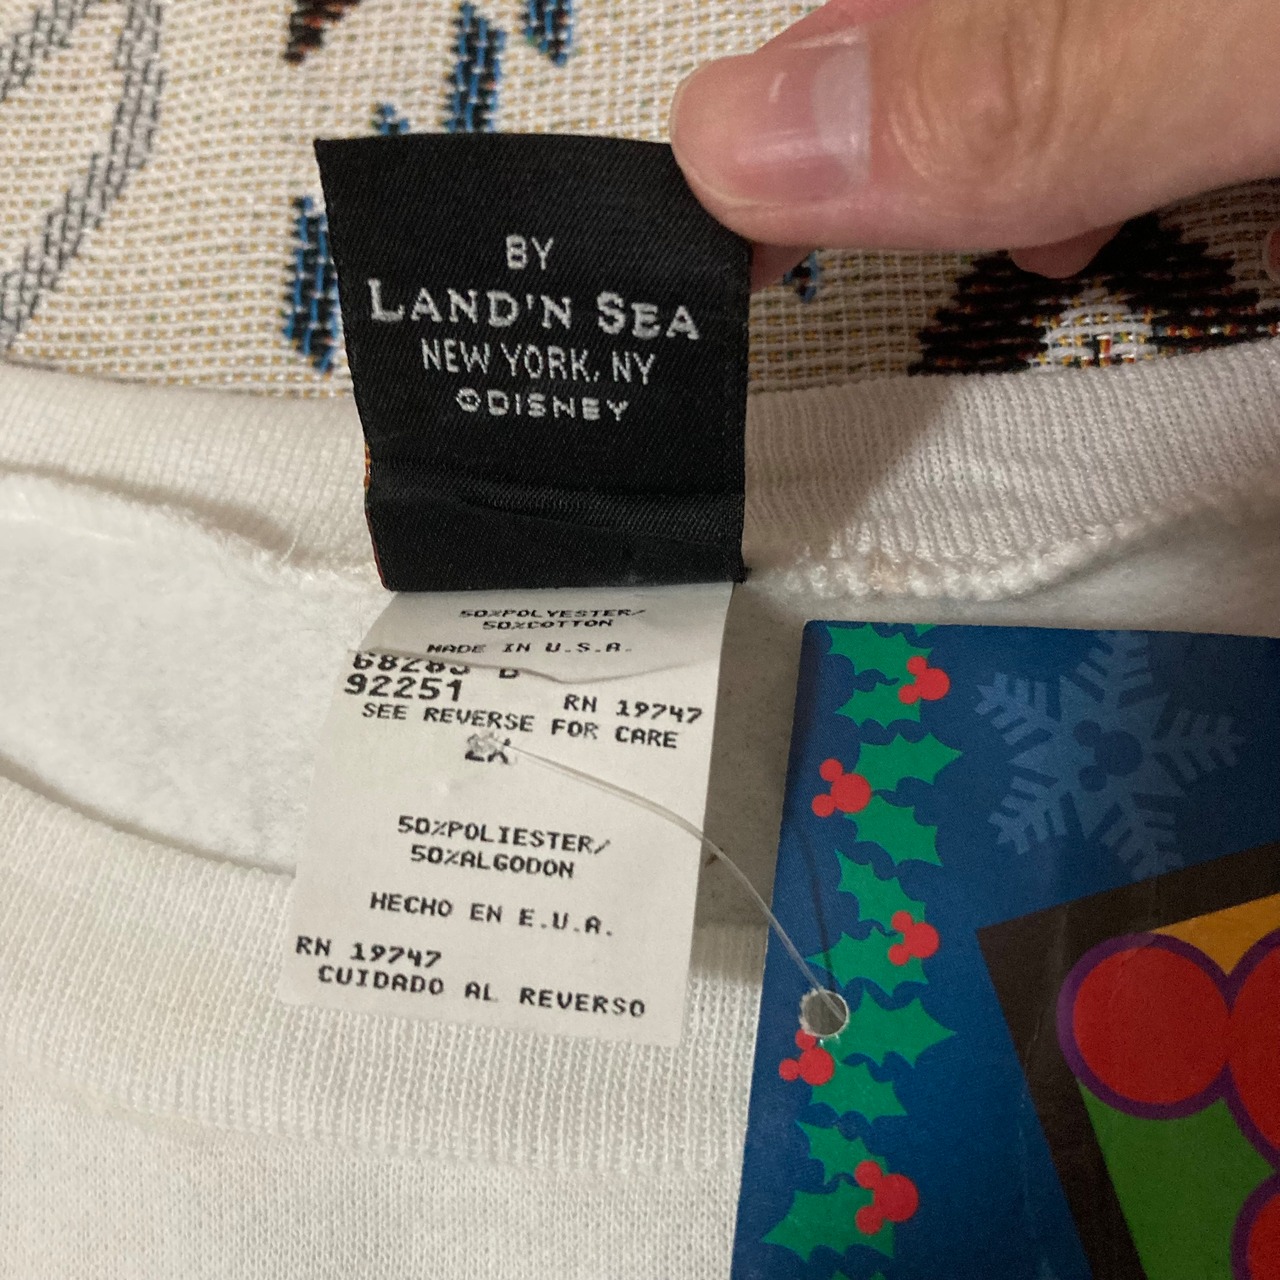 BY
LAND'N SEA
NEW YORK, NY
©DISNEY
50%POLYESTER/
50%COTTON
MADE IN U.S.A.
92251
RN 19747
SEE REVERSE FOR CARE
2X
50%POLIESTER/
50%ALGODON
HECHO EN E.U.A.
RN 19747
CUIDADO AL REVERSO